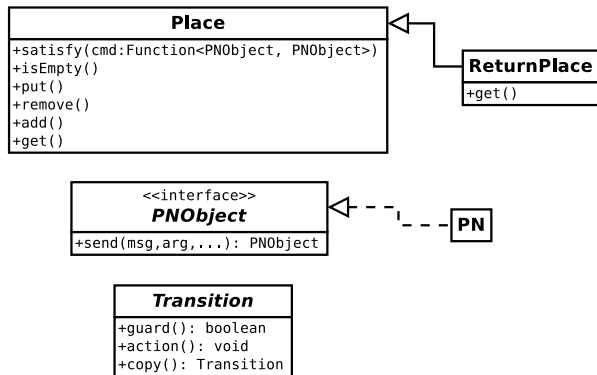 Place
+satisfy(cmd:Function<PNObject, PNObject>)
+isEmpty()
+put()
+remove()
+add()
+get()
ReturnPlace
+get()
<<interface>>
PNObject
+send(msg,arg,...): PNObject
PN
Transition
+guard(): boolean
+action(): void
+copy(): Transition